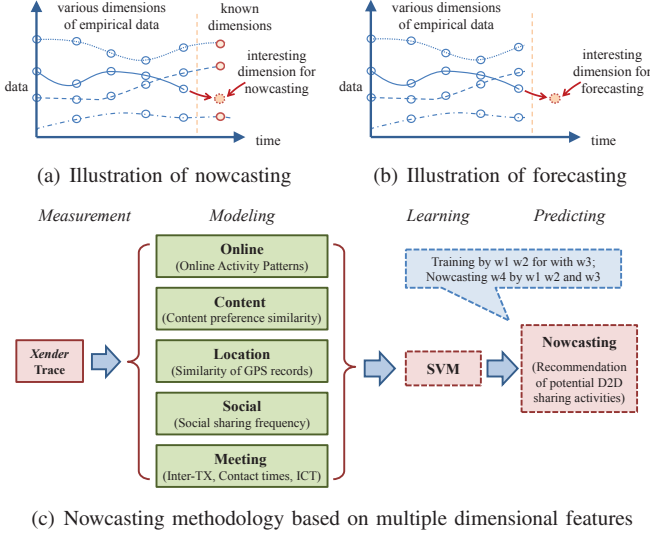 various dimensions
of empirical data
known
dimensions
interesting
dimension for
nowcasting
data
time
(a) Illustration of nowcasting
various dimensions
of empirical data
interesting
dimension for
forecasting
data
time
(b) Illustration of forecasting
Measurement
Modeling
Learning
Predicting
Online
(Online Activity Patterns)
Content
(Content preference similarity)
Location
(Similarity of GPS records)
Social
(Social sharing frequency)
Meeting
(Inter-TX, Contact times, ICT)
Xender
Trace
SVM
Training by w1 w2 for with w3;
Nowcasting w4 by w1 w2 and w3
Nowcasting
(Recommendation
of potential D2D
sharing activities)
(c) Nowcasting methodology based on multiple dimensional features